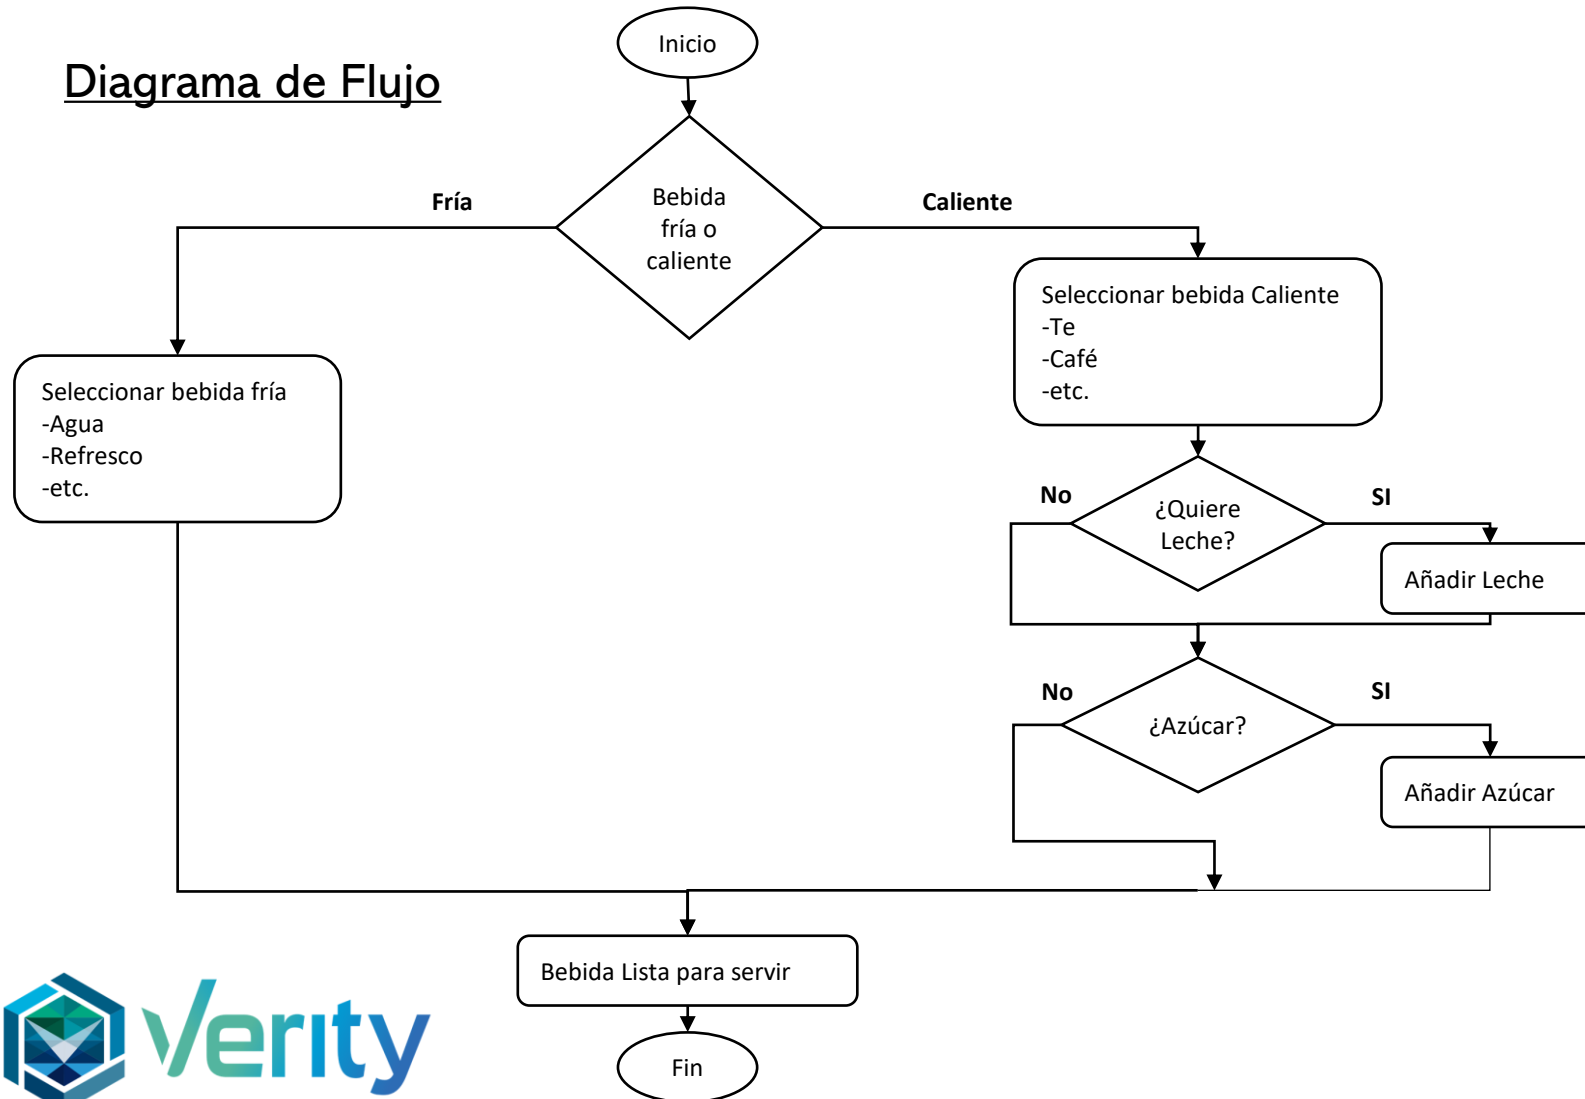 Diagrama de Flujo
Inicio
Bebida
fría o
caliente
Fría
Caliente
Seleccionar bebida fría
-Agua
-Refresco
-etc.
Seleccionar bebida Caliente
-Te
-Café
-etc.
¿Quiere
Leche?
No
SI
Añadir Leche
¿Azúcar?
No
SI
Añadir Azúcar
Bebida Lista para servir
Fin
Verity